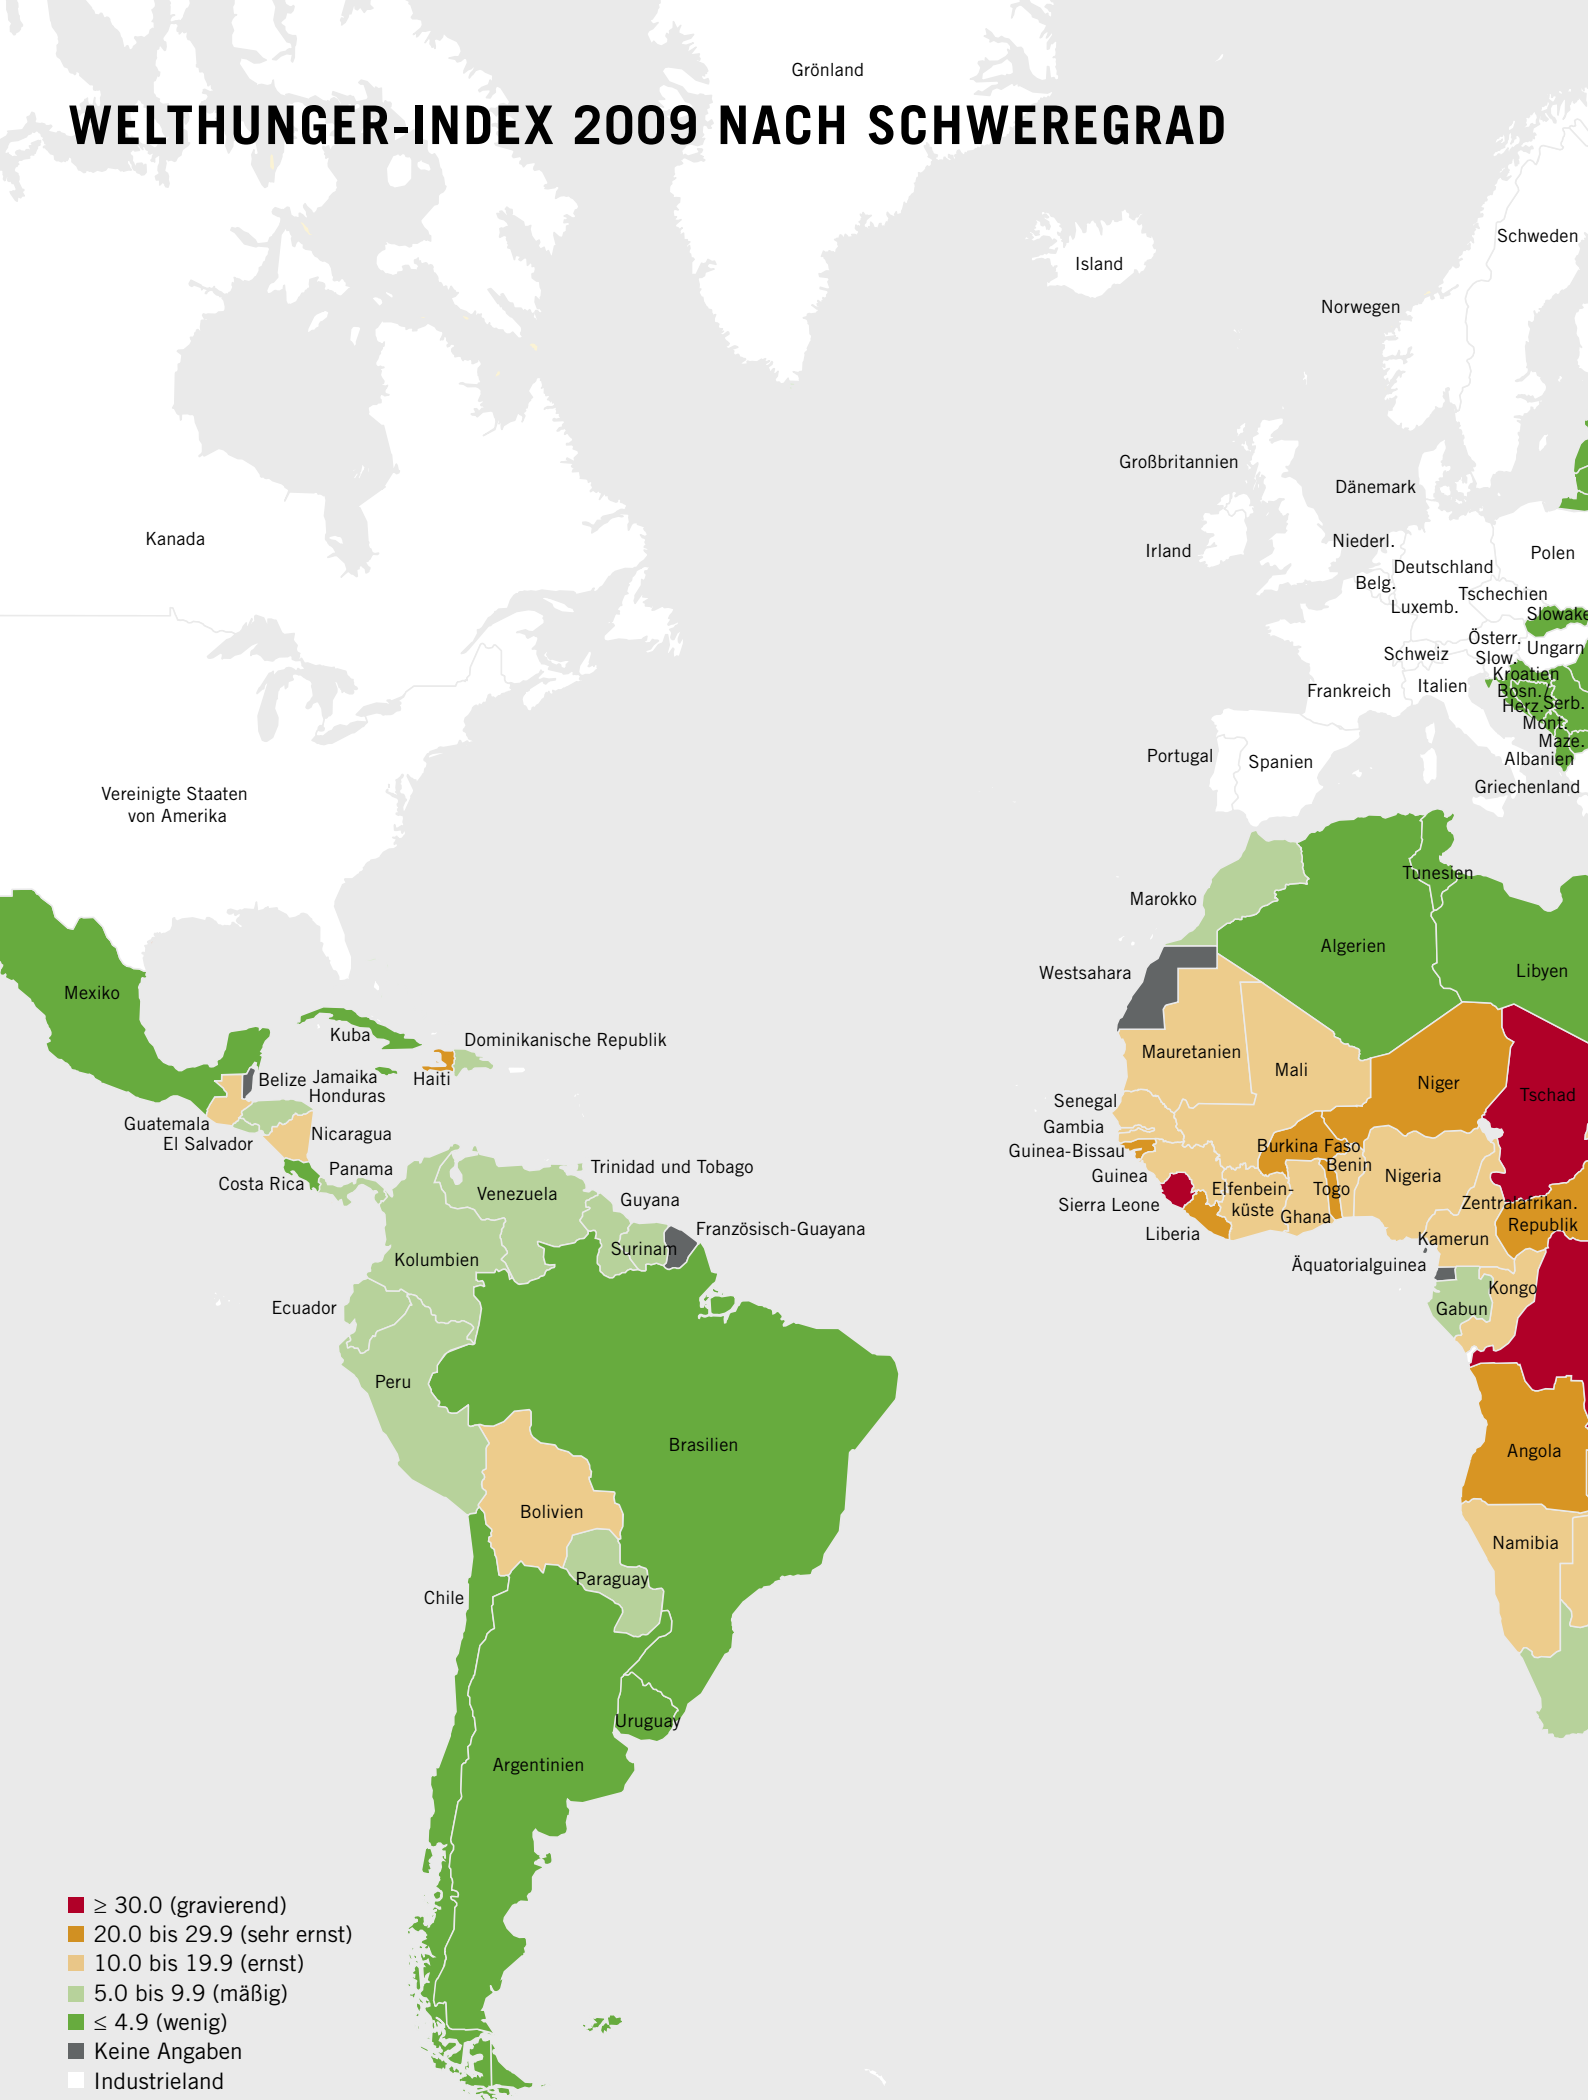 Grönland
WELTHUNGER-INDEX 2009 NACH SCHWEREGRAD
Schweden
Island
Norwegen
Großbritannien
Dänemark
Kanada
Niederl.
Irland
Polen
Deutschland
Belg.
Tschechien
Luxemb.
Slowake
Österr.
Ungarn
Schweiz
Slow.
Kroatien
Italien
Frankreich
Bosn./
Herz.
Serb.
Mont.
Maze.
Portugal
Spanien
Albanien
Griechenland
Vereinigte Staaten
von Amerika
Tunesien
Marokko
Algerien
Libyen
Westsahara
Mexiko
Kuba
Dominikanische Republik
Mauretanien
Mali
Belize
Jamaika
Haiti
Niger
Tschad
Honduras
Senegal
Guatemala
Gambia
El Salvador
Nicaragua
Burkina Faso
Guinea-Bissau
Benin
Panama
Trinidad und Tobago
Guinea
Nigeria
Costa Rica
Venezuela
Elfenbein-
küste
Togo
Guyana
Sierra Leone
Ghana
Zentralafrikan.
Republik
Französisch-Guayana
Liberia
Kamerun
Surinam
Kolumbien
Äquatorialguinea
Kongo
Ecuador
Gabun
Peru
Brasilien
Angola
Bolivien
Namibia
Paraguay
Chile
Uruguay
Argentinien
≥ 30.0 (gravierend)
20.0 bis 29.9 (sehr ernst)
10.0 bis 19.9 (ernst)
5.0 bis 9.9 (mäßig)
≤ 4.9 (wenig)
Keine Angaben
Industrieland